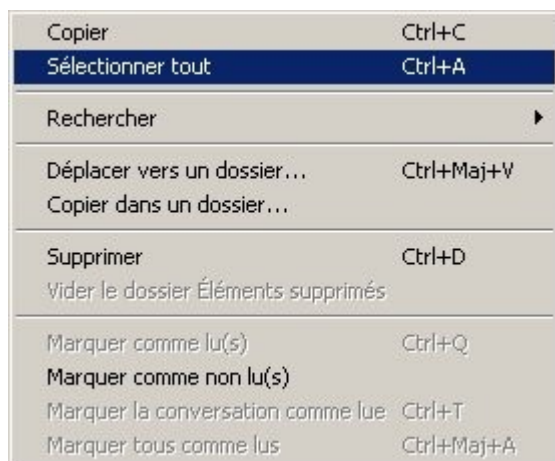 Copier Ctrl+C
Sélectionner tout Ctrl+A
Rechercher
Déplacer vers un dossier... Ctrl+Maj+V
Copier dans un dossier...
Supprimer Ctrl+D
Vider le dossier Éléments supprimés
Marquer comme lu(s) Ctrl+Q
Marquer comme non lu(s)
Marquer la conversation comme lue Ctrl+T
Marquer tous comme lus Ctrl+Maj+A